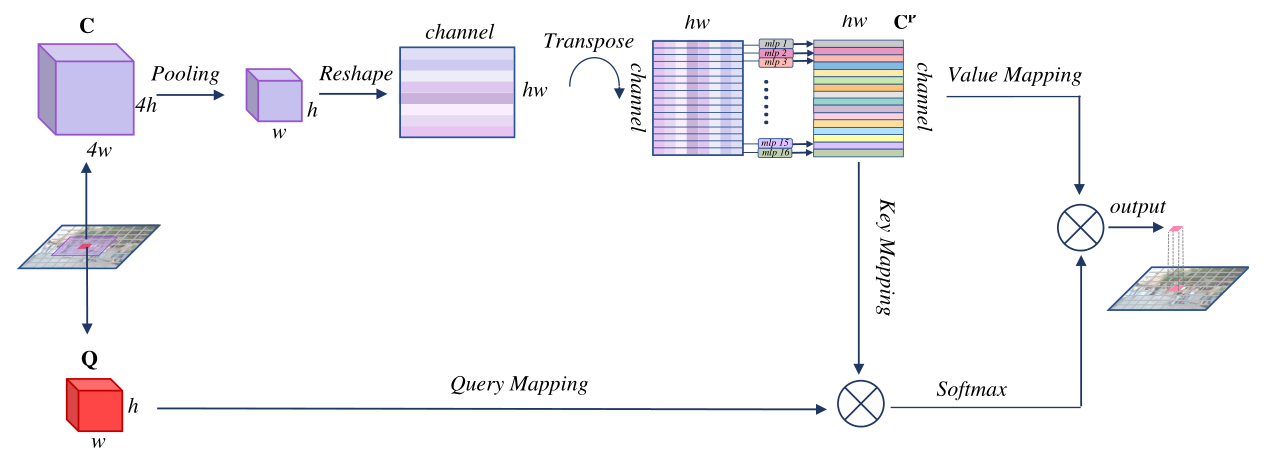 C
4h
4w
Pooling
h
w
Reshape
channel
hw
Transpose
hw
channel
mlp 1
mlp 2
mlp 3
mlp 15
mlp 16
hw
Cᴾ
channel
Value Mapping
Key Mapping
output
Q
h
w
Query Mapping
Softmax